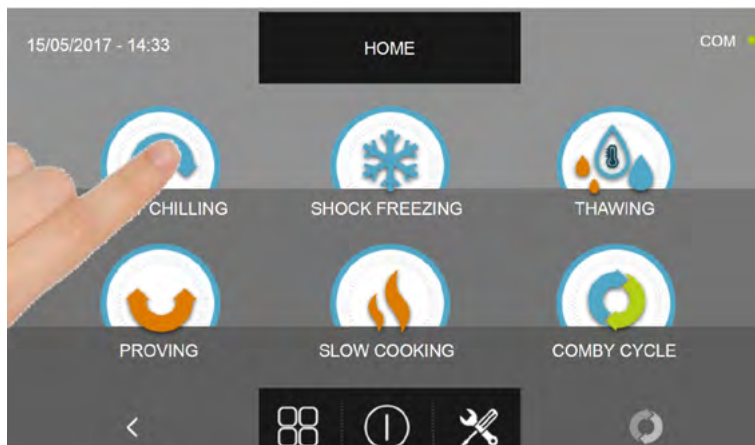 15/05/2017 - 14:33
HOME
COM
CHILLING
SHOCK FREEZING
THAWING
PROVING
SLOW COOKING
COMBY CYCLE